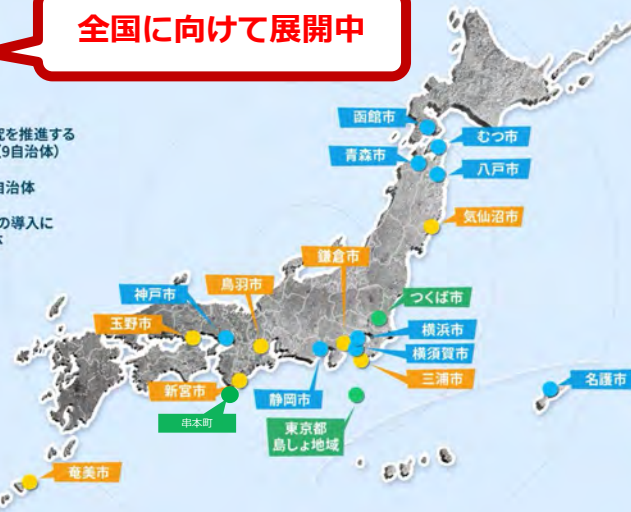 全国に向けて展開中
を推進する
(9自治体)
自治体
の導入に
函館市
むつ市
青森市
八戸市
気仙沼市
鎌倉市
鳥羽市
神戸市
つくば市
玉野市
横浜市
横須賀市
三浦市
新宮市
静岡市
名護市
串本町
東京都
島しょ地域
奄美市